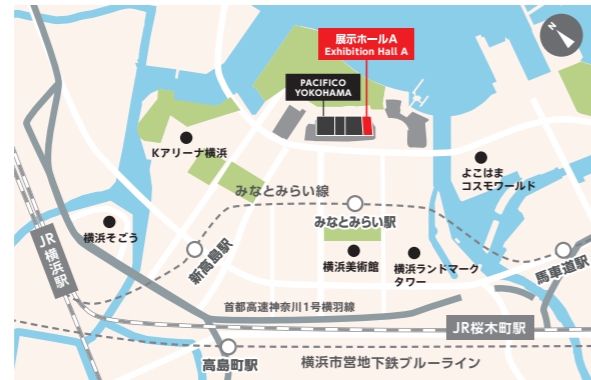 展示ホールA
Exhibition Hall A
N
PACIFICO
YOKOHAMA
Kアリーナ横浜
よこはま
コスモワールド
みなとみらい線
みなとみらい駅
横浜そごう
JR横浜駅
新高島駅
横浜美術館
横浜ランドマーク
タワー
馬車道駅
首都高速神奈川1号横羽線
JR桜木町駅
高島町駅
横浜市営地下鉄ブルーライン